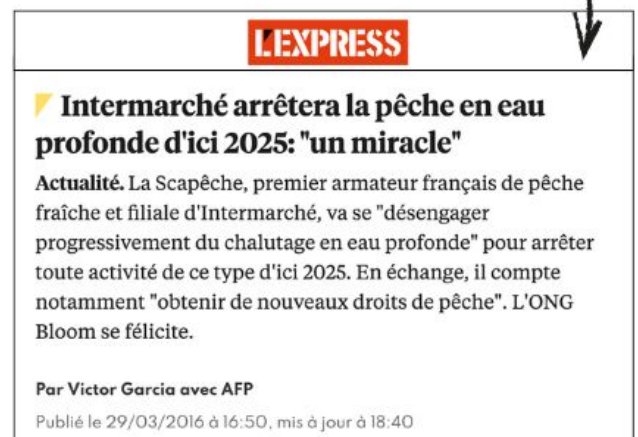 L'EXPRESS
Intermarché arrêtera la pêche en eau
profonde d'ici 2025: "un miracle"
Actualité. La Scapêche, premier armateur français de pêche
fraîche et filiale d'Intermarché, va se "désengager
progressivement du chalutage en eau profonde" pour arrêter
toute activité de ce type d'ici 2025. En échange, il compte
notamment "obtenir de nouveaux droits de pêche". L'ONG
Bloom se félicite.
Par Victor Garcia avec AFP
Publié le 29/03/2016 à 16:50, mis à jour à 18:40